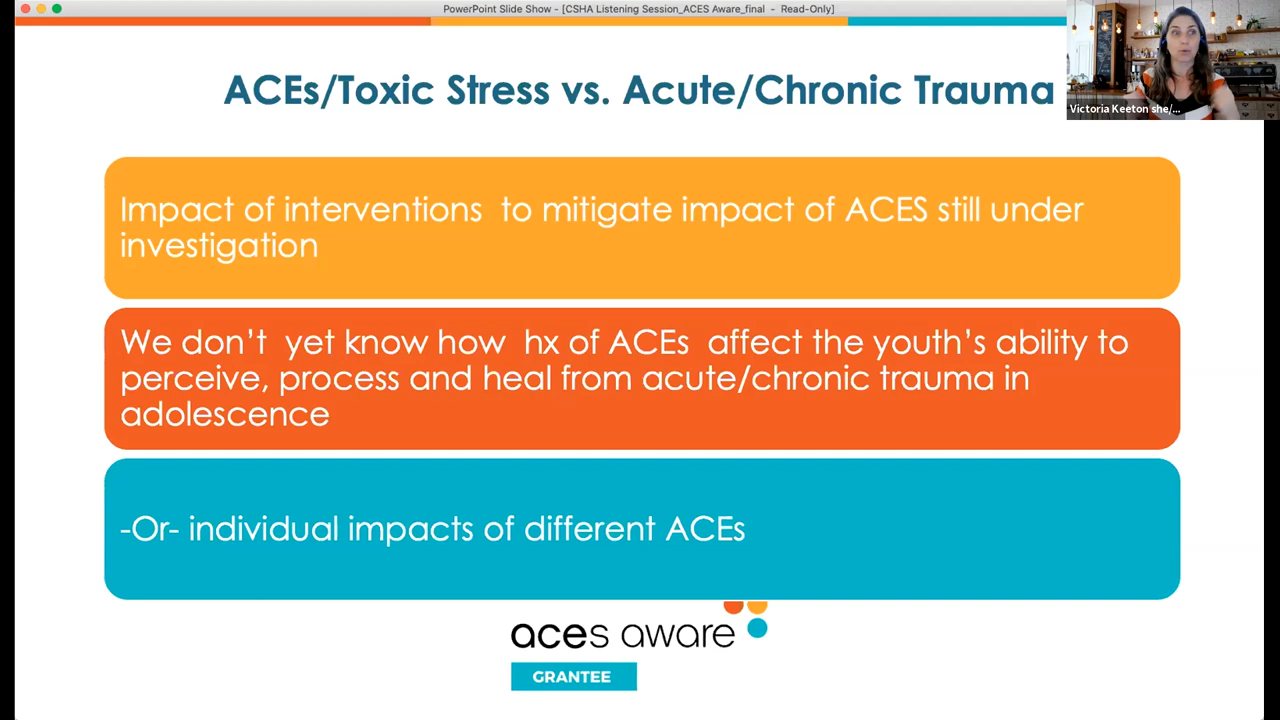 PowerPoint Slide Show - [CSHA Listening Session_ACES Aware_final - Read-Only]
ACEs/Toxic Stress vs. Acute/Chronic Trauma
Victoria Keeton she/...
Impact of interventions to mitigate impact of ACES still under
investigation
We don't yet know how hx of ACEs affect the youth's ability to
perceive, process and heal from acute/chronic trauma in
adolescence
-Or- individual impacts of different ACEs
aces aware
GRANTEE